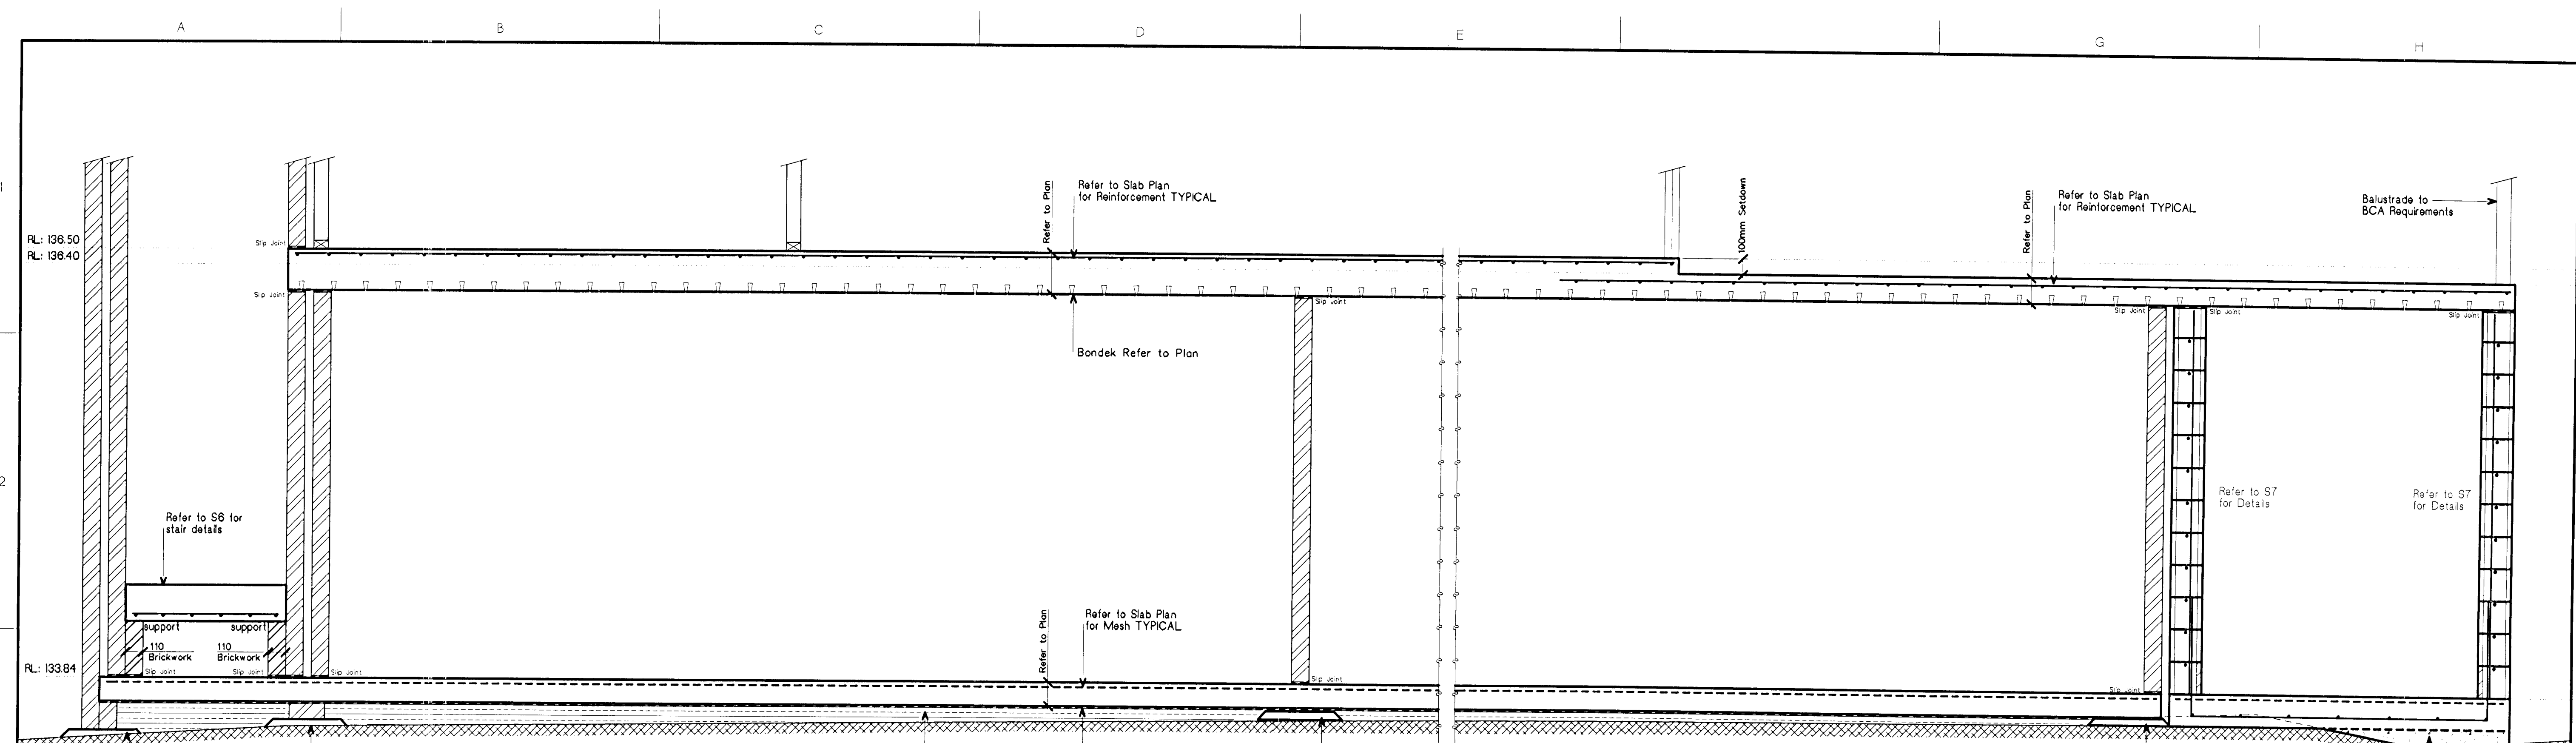 A
B
C
D
E
G
H
1
2
Refer to Plan
Refer to Slab Plan
for Reinforcement TYPICAL
100mm Setdown
Refer to Plan
Refer to Slab Plan
for Reinforcement TYPICAL
Balustrade to
BCA Requirements
RL: 136.50
RL: 136.40
Slip Joint
Slip Joint
Slip Joint
Slip Joint
Slip Joint
Slip Joint
Bondek Refer to Plan
Refer to S7
for Details
Refer to S7
for Details
Refer to S6 for
stair details
support
support
110
Brickwork
110
Brickwork
Refer to Plan
Refer to Slab Plan
for Mesh TYPICAL
RL: 133.84
Slip Joint
Slip Joint
Slip Joint
Slip Joint
Slip Joint